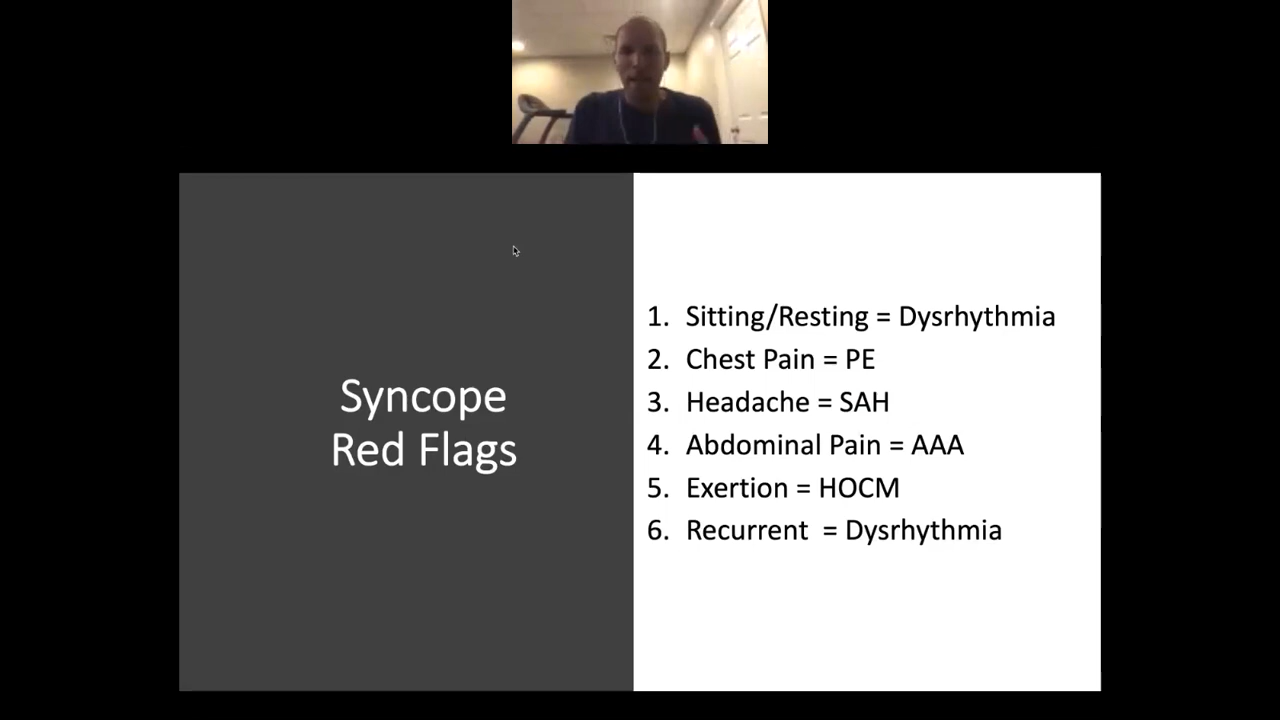 Syncope
Red Flags
1. Sitting/Resting = Dysrhythmia
2. Chest Pain = PE
3. Headache = SAH
4. Abdominal Pain = AAA
5. Exertion = HOCM
6. Recurrent  = Dysrhythmia